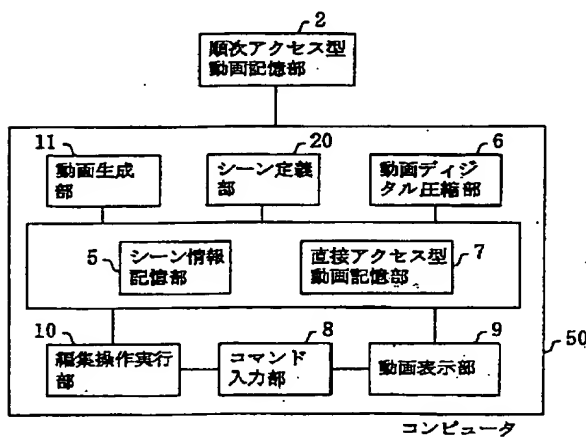 2
順次アクセス型
動画記憶部
11
動画生成
部
20
シーン定義
部
6
動画ディジ
タル圧縮部
5
シーン情報
記憶部
直接アクセス型
動画記憶部
7
10
編集操作実行
部
8
コマンド
入力部
9
動画表示部
50
コンピュータ